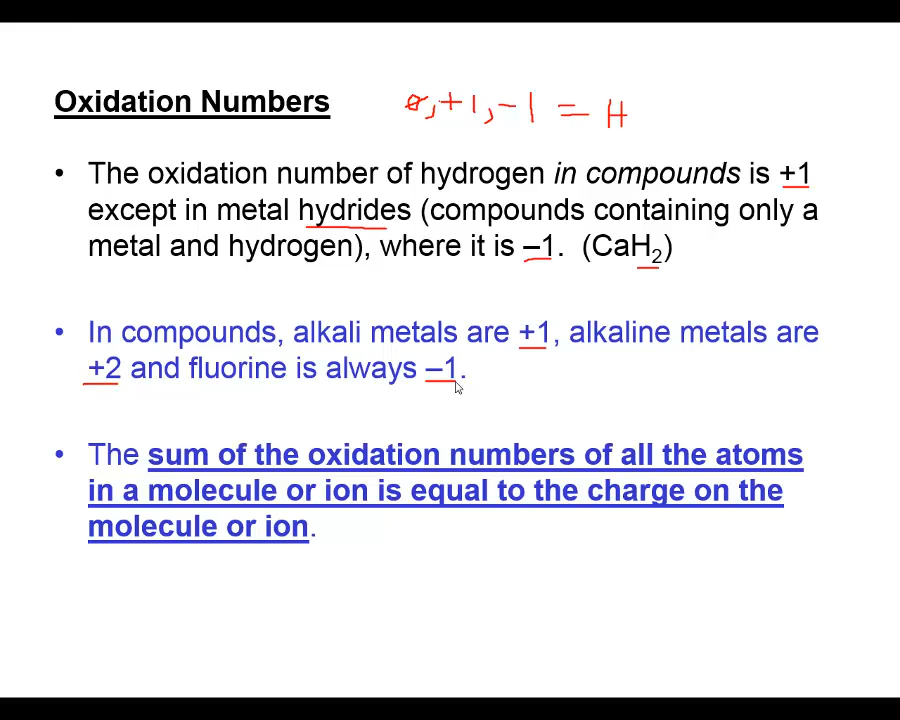 Oxidation Numbers
0, +1, -1 = H
• The oxidation number of hydrogen in compounds is +1
except in metal hydrides (compounds containing only a
metal and hydrogen), where it is –1. (CaH₂)
• In compounds, alkali metals are +1, alkaline metals are
+2 and fluorine is always –1.
• The sum of the oxidation numbers of all the atoms
in a molecule or ion is equal to the charge on the
molecule or ion.